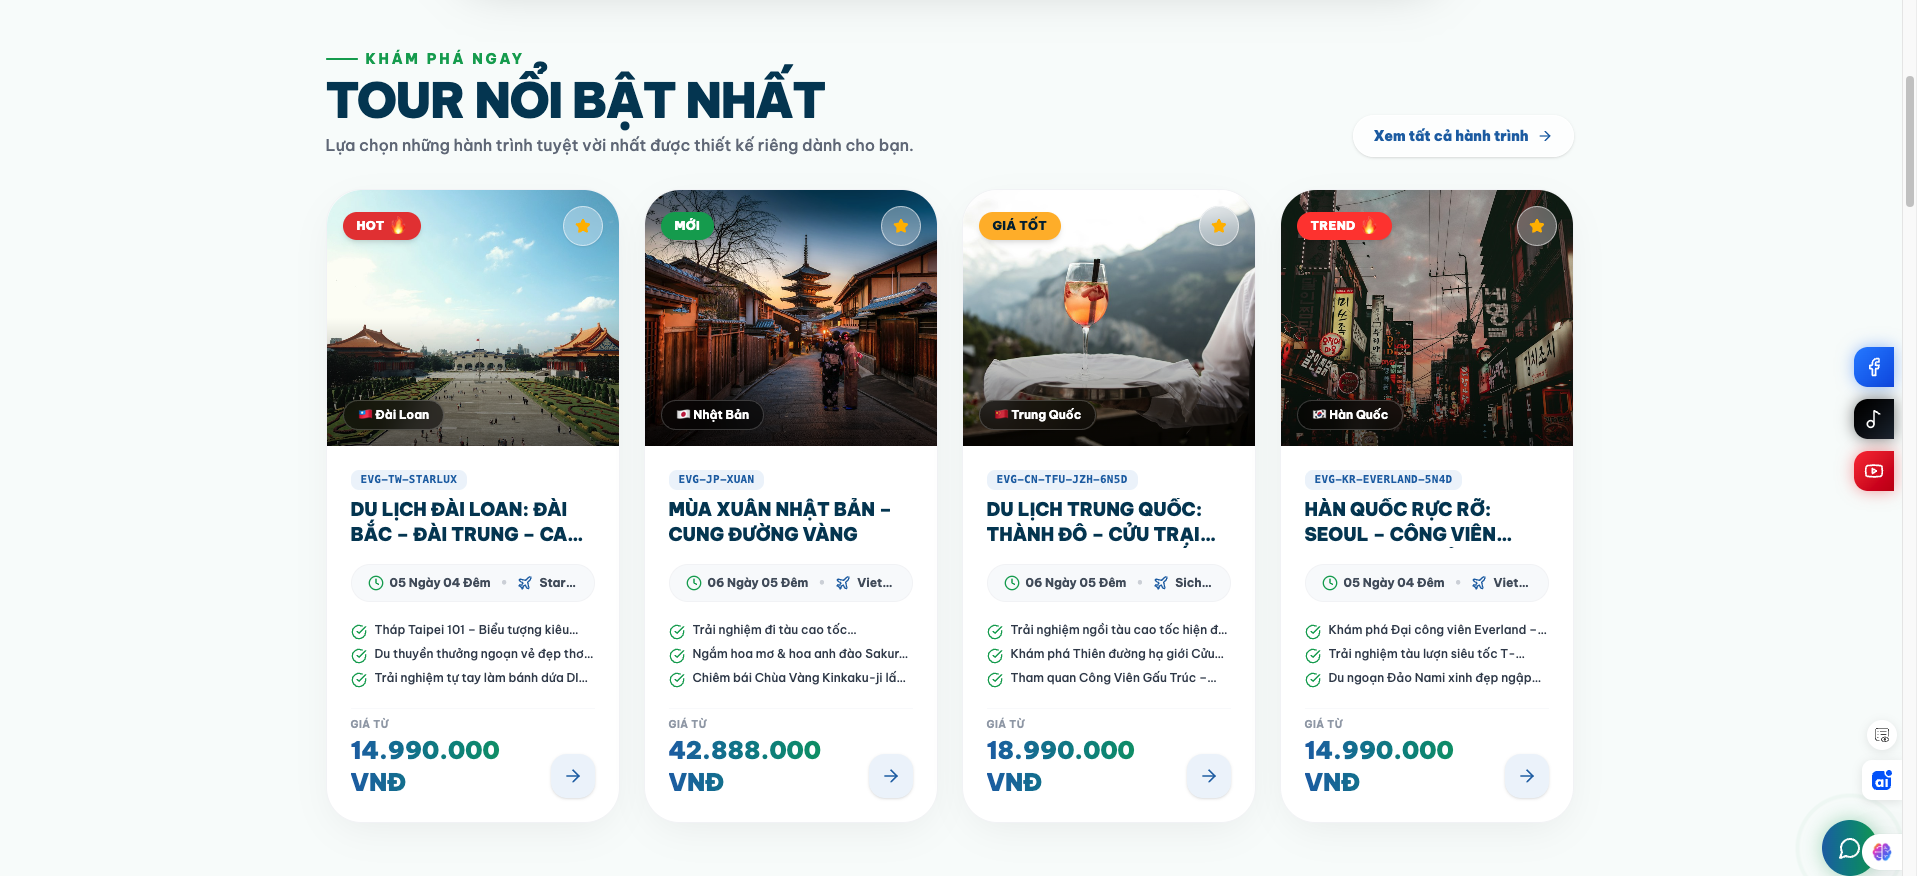 KHÁM PHÁ NGAY
TOUR NỔI BẬT NHẤT
Lựa chọn những hành trình tuyệt vời nhất được thiết kế riêng dành cho bạn.
Xem tất cả hành trình
HOT
Đài Loan
EVG-TW-STARLUX
DU LỊCH ĐÀI LOAN: ĐÀI
BẮC – ĐÀI TRUNG – CA...
05 Ngày 04 Đêm • Star...
Tháp Taipei 101 – Biểu tượng kiêu...
Du thuyền thưởng ngoạn vẻ đẹp thơ...
Trải nghiệm tự tay làm bánh dứa DI...
GIÁ TỪ
14.990.000
VNĐ
MỚI
Nhật Bản
EVG-JP-XUAN
MÙA XUÂN NHẬT BẢN –
CUNG ĐƯỜNG VÀNG
06 Ngày 05 Đêm • Viet...
Trải nghiệm đi tàu cao tốc...
Ngắm hoa mơ & hoa anh đào Sakur...
Chiêm bái Chùa Vàng Kinkaku-ji lấ...
GIÁ TỪ
42.888.000
VNĐ
GIÁ TỐT
Trung Quốc
EVG-CN-TFU-JZH-6N5D
DU LỊCH TRUNG QUỐC:
THÀNH ĐÔ – CỬU TRẠI...
06 Ngày 05 Đêm • Sich...
Trải nghiệm ngồi tàu cao tốc hiện đ...
Khám phá Thiên đường hạ giới Cửu...
Tham quan Công Viên Gấu Trúc –...
GIÁ TỪ
18.990.000
VNĐ
TREND
Hàn Quốc
EVG-KR-EVERLAND-5N4D
HÀN QUỐC RỰC RỠ:
SEOUL – CÔNG VIÊN...
05 Ngày 04 Đêm • Viet...
Khám phá Đại công viên Everland –...
Trải nghiệm tàu lượn siêu tốc T-...
Du ngoạn Đảo Nami xinh đẹp ngập...
GIÁ TỪ
14.990.000
VNĐ
ai